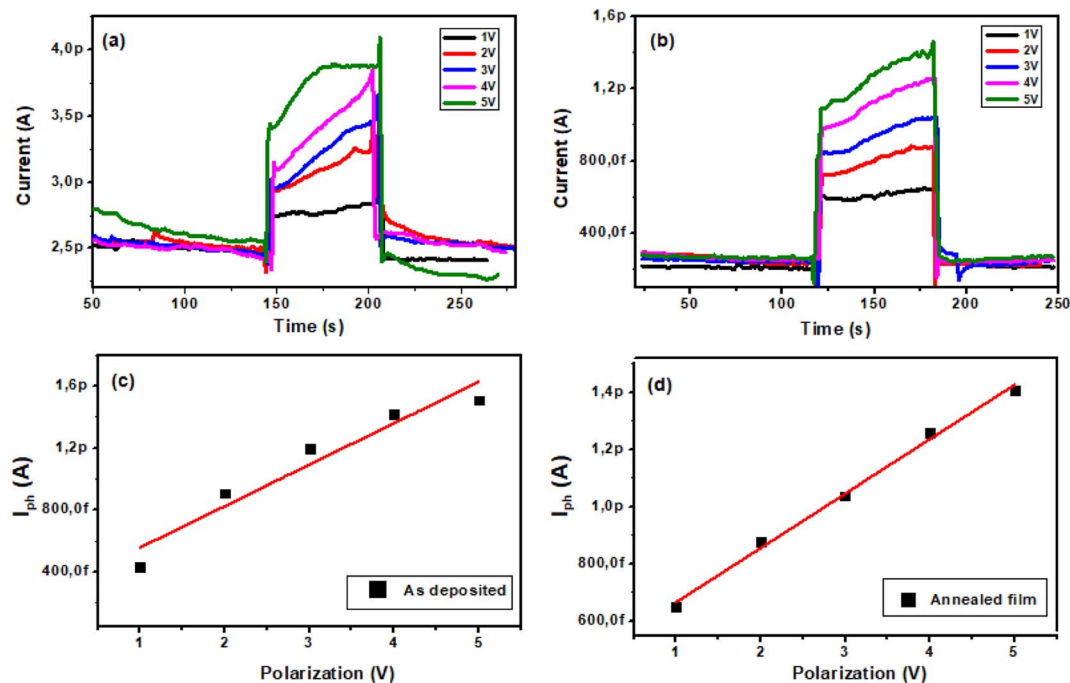 (a)
1V
2V
3V
4V
5V
4,0p
3,5p
3,0p
2,5p
Current (A)
50 100 150 200 250
Time (s)
(b)
1V
2V
3V
4V
5V
1,6p
1,2p
800,0f
400,0f
Current (A)
50 100 150 200 250
Time (s)
(c)
1,6p
1,2p
800,0f
400,0f
I_ph (A)
As deposited
1 2 3 4 5
Polarization (V)
(d)
1,4p
1,2p
1,0p
800,0f
600,0f
I_ph (A)
Annealed film
1 2 3 4 5
Polarization (V)